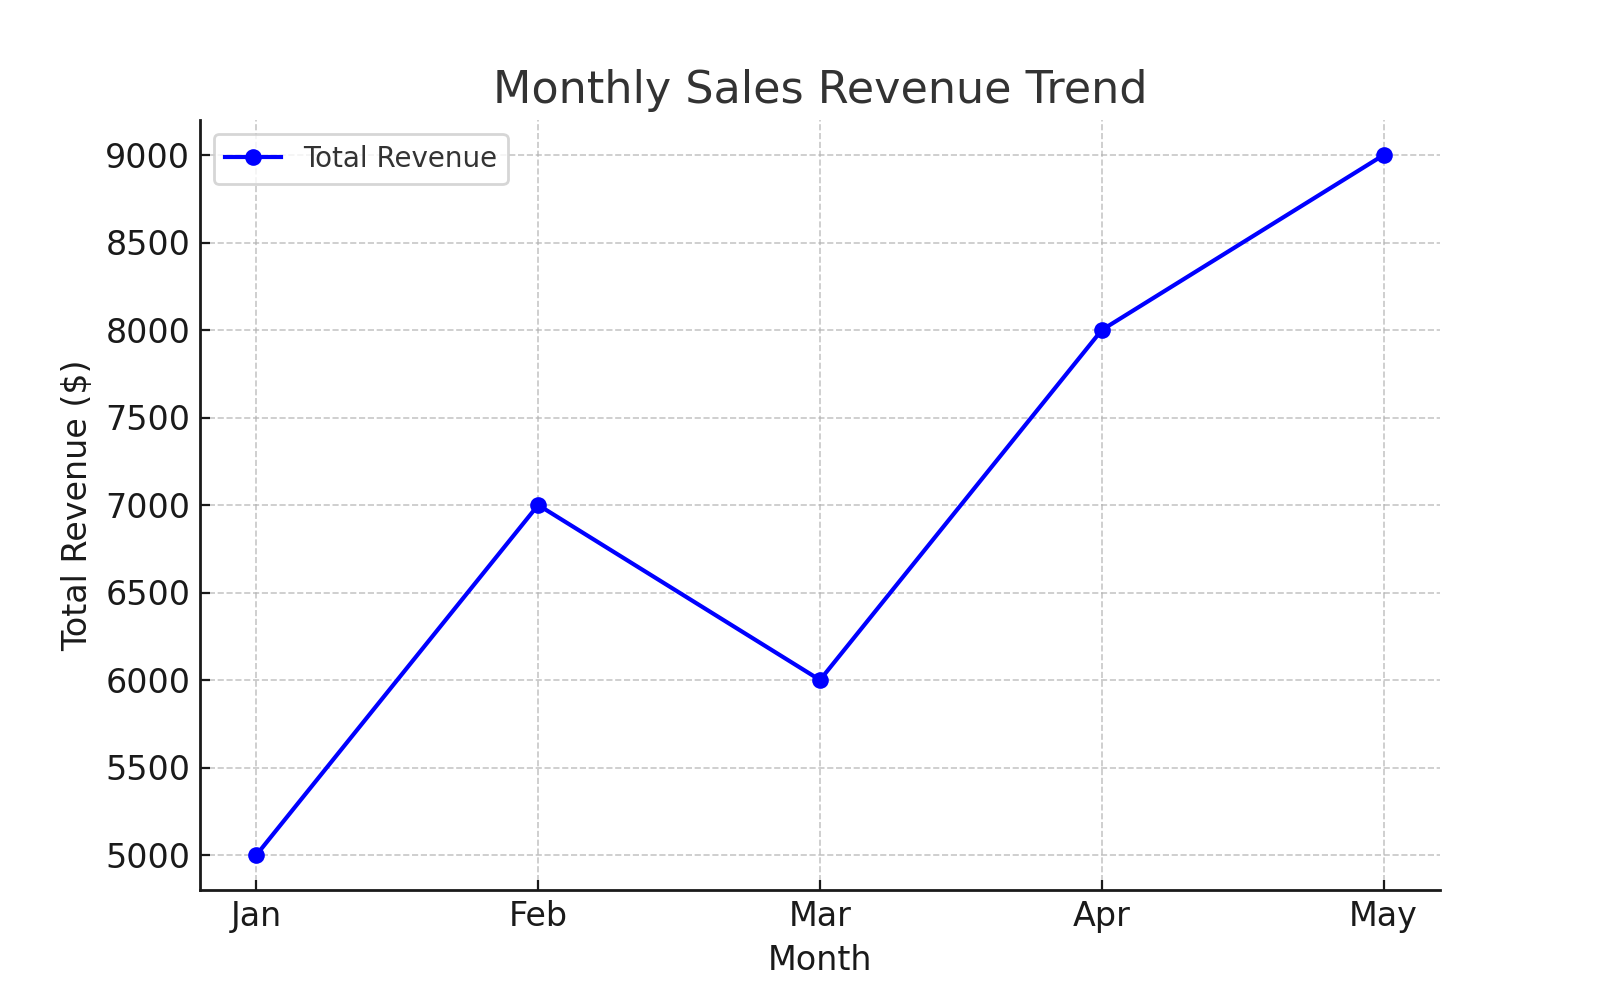 Monthly Sales Revenue Trend
Total Revenue
9000
8500
8000
7500
7000
6500
6000
5500
5000
Total Revenue ($)
Jan Feb Mar Apr May
Month